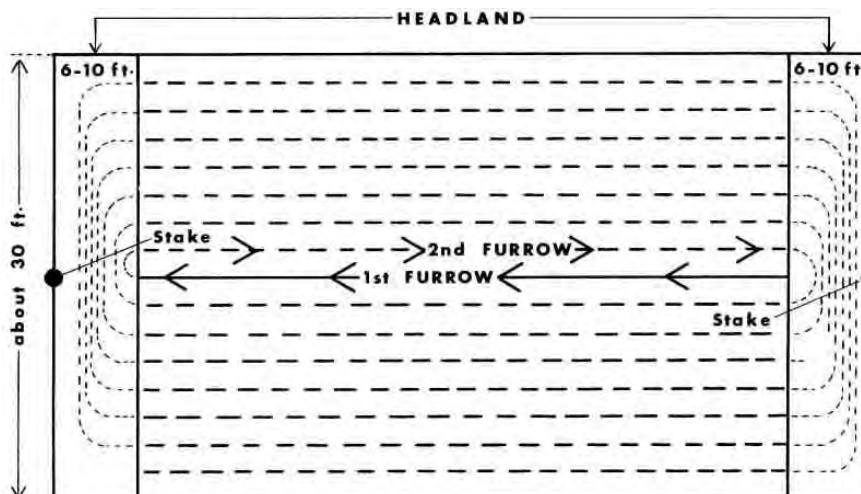 HEADLAND
6-10 ft.
6-10 ft
about 30 ft.
Stake
2nd FURROW
1st FURROW
Stake